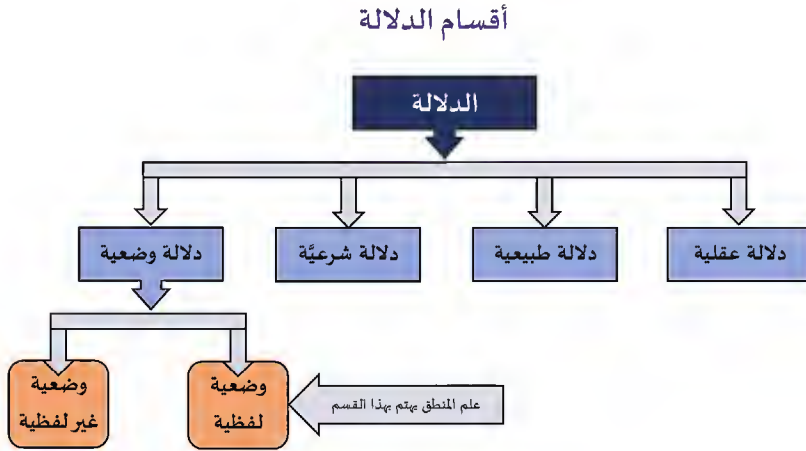 أقسام الدلالة
الدلالة
دلالة عقلية
دلالة طبيعية
دلالة شرعيَّة
دلالة وضعية
وضعية
لفظية
وضعية
غير لفظية
علم المنطق يهتم بهذا القسم